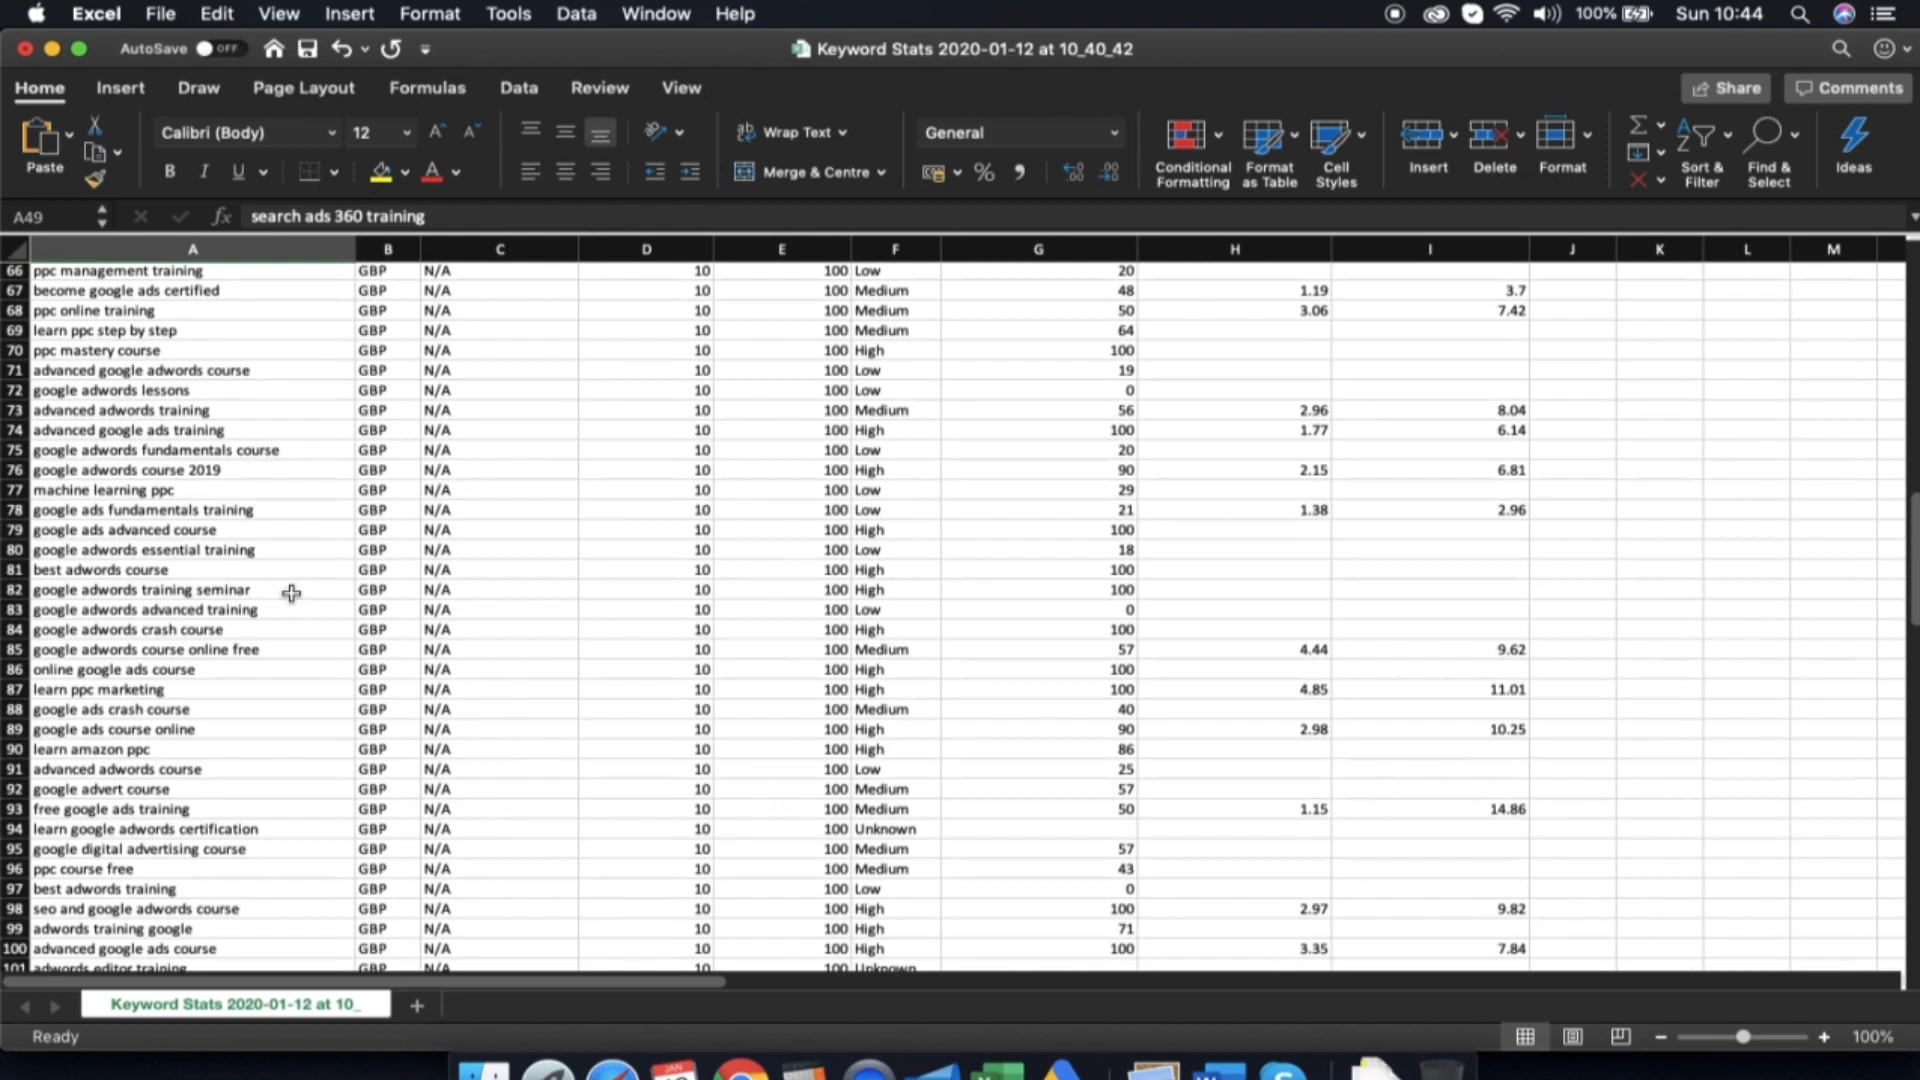 Excel File Edit View Insert Format Tools Data Window Help 100% Sun 10:44
AutoSave OFF Keyword Stats 2020-01-12 at 10_40_42
Home Insert Draw Page Layout Formulas Data Review View Share Comments
Calibri (Body) 12 Wrap Text General
Paste B I U A Merge & Centre % Conditional Formatting Format as Table Cell Styles Insert Delete Format Sort & Filter Find & Select Ideas
A49 fx search ads 360 training
A B C D E F G H I J K L M
66 ppc management training GBP N/A 10 100 Low 20
67 become google ads certified GBP N/A 10 100 Medium 48 1.19 3.7
68 ppc online training GBP N/A 10 100 Medium 50 3.06 7.42
69 learn ppc step by step GBP N/A 10 100 Medium 64
70 ppc mastery course GBP N/A 10 100 High 100
71 advanced google adwords course GBP N/A 10 100 Low 19
72 google adwords lessons GBP N/A 10 100 Low 0
73 advanced adwords training GBP N/A 10 100 Medium 56 2.96 8.04
74 advanced google ads training GBP N/A 10 100 High 100 1.77 6.14
75 google adwords fundamentals course GBP N/A 10 100 Low 20
76 google adwords course 2019 GBP N/A 10 100 High 90 2.15 6.81
77 machine learning ppc GBP N/A 10 100 Low 29
78 google ads fundamentals training GBP N/A 10 100 Low 21 1.38 2.96
79 google ads advanced course GBP N/A 10 100 High 100
80 google adwords essential training GBP N/A 10 100 Low 18
81 best adwords course GBP N/A 10 100 High 100
82 google adwords training seminar GBP N/A 10 100 High 100
83 google adwords advanced training GBP N/A 10 100 Low 0
84 google adwords crash course GBP N/A 10 100 High 100
85 google adwords course online free GBP N/A 10 100 Medium 57 4.44 9.62
86 online google ads course GBP N/A 10 100 High 100
87 learn ppc marketing GBP N/A 10 100 High 100 4.85 11.01
88 google ads crash course GBP N/A 10 100 Medium 40
89 google ads course online GBP N/A 10 100 High 90 2.98 10.25
90 learn amazon ppc GBP N/A 10 100 High 86
91 advanced adwords course GBP N/A 10 100 Low 25
92 google advert course GBP N/A 10 100 Medium 57
93 free google ads training GBP N/A 10 100 Medium 50 1.15 14.86
94 learn google adwords certification GBP N/A 10 100 Unknown
95 google digital advertising course GBP N/A 10 100 Medium 57
96 ppc course free GBP N/A 10 100 Medium 43
97 best adwords training GBP N/A 10 100 Low 0
98 seo and google adwords course GBP N/A 10 100 High 100 2.97 9.82
99 adwords training google GBP N/A 10 100 High 71
100 advanced google ads course GBP N/A 10 100 High 100 3.35 7.84
101 adwords editor training GBP N/A 10 100 Unknown
Keyword Stats 2020-01-12 at 10_
Ready 100%
JAN